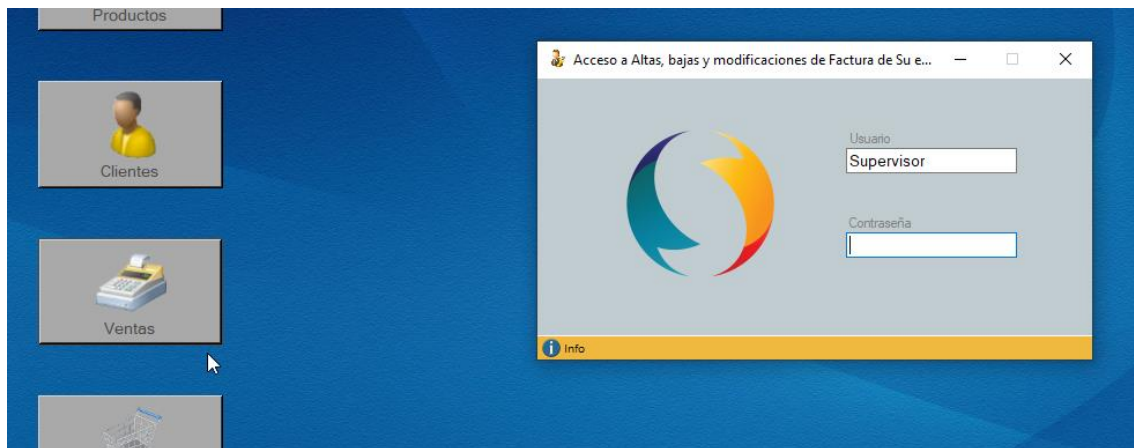 Productos
Acceso a Altas, bajas y modificaciones de Factura de Su e...
Usuario
Supervisor
Clientes
Contraseña
Ventas
Info